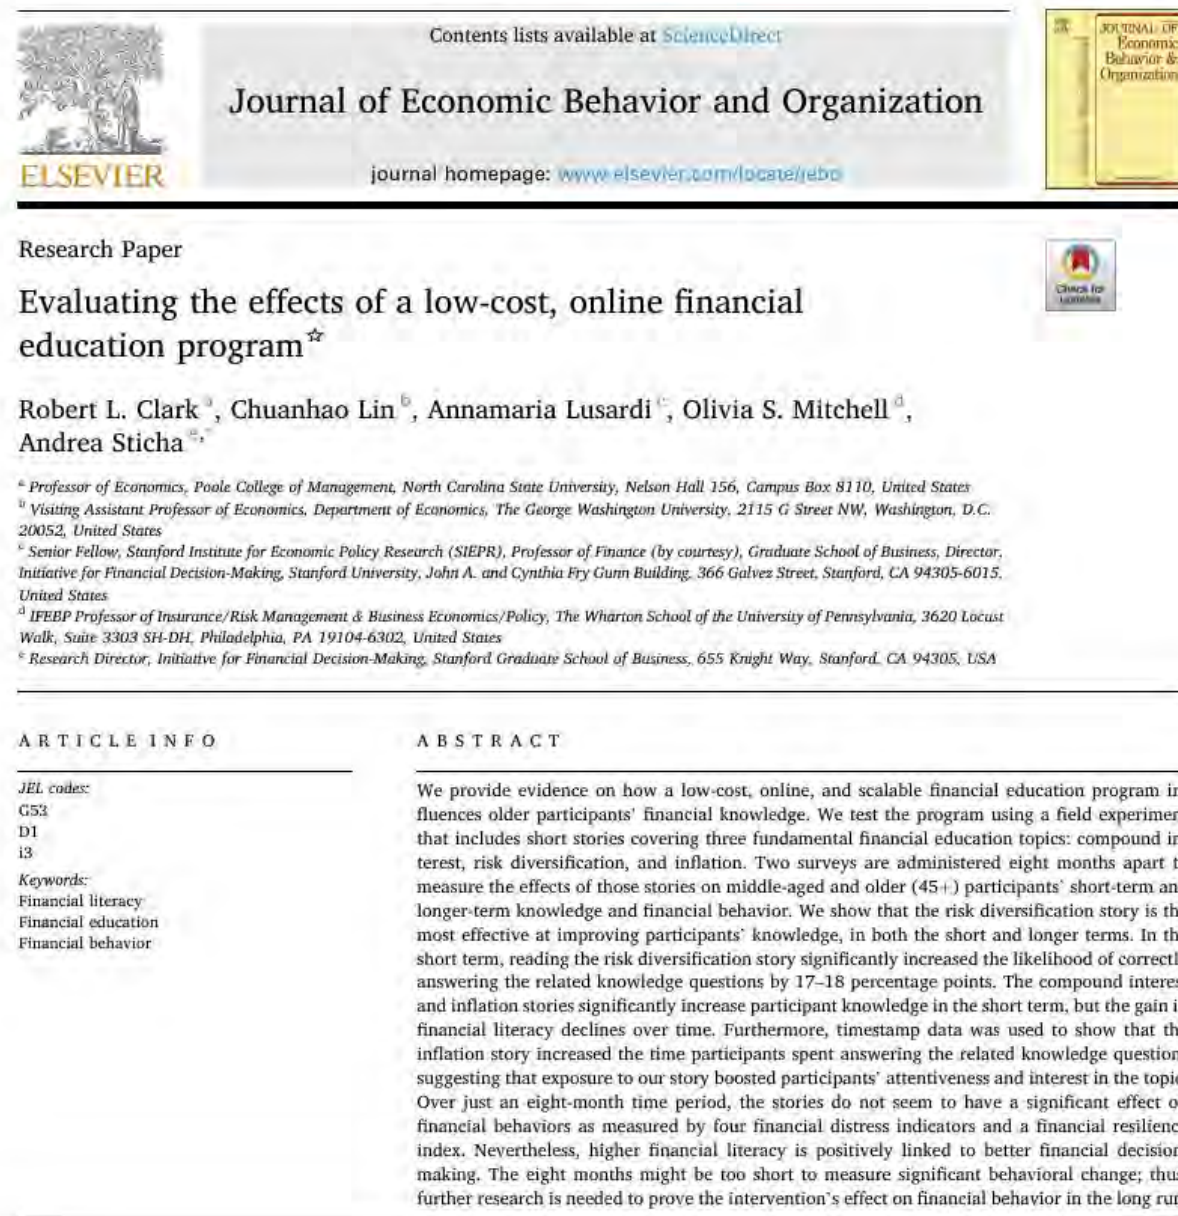 Contents lists available at ScienceDirect
JOURNAL OF
Economic
Behavior &
Organization
Journal of Economic Behavior and Organization
ELSEVIER
journal homepage: www.elsevier.com/locate/jebo
Research Paper
Check for
updates
Evaluating the effects of a low-cost, online financial
education program☆
Robert L. Clark a, Chuanhao Lin b, Annamaria Lusardi c, Olivia S. Mitchell d,
Andrea Sticha e,*
a Professor of Economics, Poole College of Management, North Carolina State University, Nelson Hall 156, Campus Box 8110, United States
b Visiting Assistant Professor of Economics, Department of Economics, The George Washington University, 2115 G Street NW, Washington, D.C.
20052, United States
c Senior Fellow, Stanford Institute for Economic Policy Research (SIEPR), Professor of Finance (by courtesy), Graduate School of Business, Director,
Initiative for Financial Decision-Making, Stanford University, John A. and Cynthia Fry Gunn Building, 366 Galvez Street, Stanford, CA 94305-6015,
United States
d IFEBP Professor of Insurance/Risk Management & Business Economics/Policy, The Wharton School of the University of Pennsylvania, 3620 Locust
Walk, Suite 3303 SH-DH, Philadelphia, PA 19104-6302, United States
e Research Director, Initiative for Financial Decision-Making, Stanford Graduate School of Business, 655 Knight Way, Stanford, CA 94305, USA
ARTICLE INFO
JEL codes:
G53
D1
i3
Keywords:
Financial literacy
Financial education
Financial behavior
ABSTRACT
We provide evidence on how a low-cost, online, and scalable financial education program in
fluences older participants' financial knowledge. We test the program using a field experimen
that includes short stories covering three fundamental financial education topics: compound in
terest, risk diversification, and inflation. Two surveys are administered eight months apart t
measure the effects of those stories on middle-aged and older (45+) participants' short-term an
longer-term knowledge and financial behavior. We show that the risk diversification story is th
most effective at improving participants' knowledge, in both the short and longer terms. In th
short term, reading the risk diversification story significantly increased the likelihood of correctl
answering the related knowledge questions by 17–18 percentage points. The compound interes
and inflation stories significantly increase participant knowledge in the short term, but the gain i
financial literacy declines over time. Furthermore, timestamp data was used to show that th
inflation story increased the time participants spent answering the related knowledge question
suggesting that exposure to our story boosted participants' attentiveness and interest in the topic
Over just an eight-month time period, the stories do not seem to have a significant effect o
financial behaviors as measured by four financial distress indicators and a financial resilienc
index. Nevertheless, higher financial literacy is positively linked to better financial decision
making. The eight months might be too short to measure significant behavioral change; thus
further research is needed to prove the intervention's effect on financial behavior in the long run